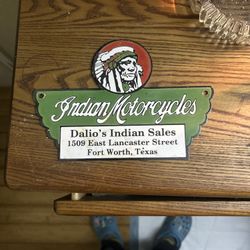 Indian Motorcycles
Dalio's Indian Sales
1509 East Lancaster Street
Fort Worth, Texas